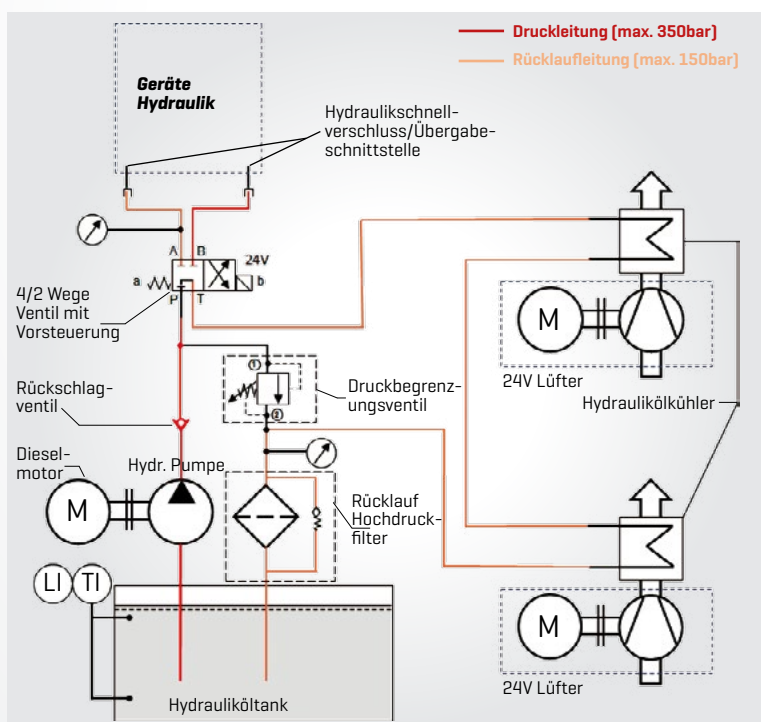 Druckleitung (max. 350bar)
Rücklaufleitung (max. 150bar)
Geräte
Hydraulik
Hydraulikschnell-
verschluss/Übergabe-
schnittstelle
A B
24V
a
b
P T
4/2 Wege
Ventil mit
Vorsteuerung
M
24V Lüfter
Druckbegrenz-
ungsventil
1
2
Rückschlag-
ventil
Hydraulikölkühler
Diesel-
motor
Hydr. Pumpe
M
Rücklauf
Hochdruck-
filter
LI
TI
M
24V Lüfter
Hydrauliköltank